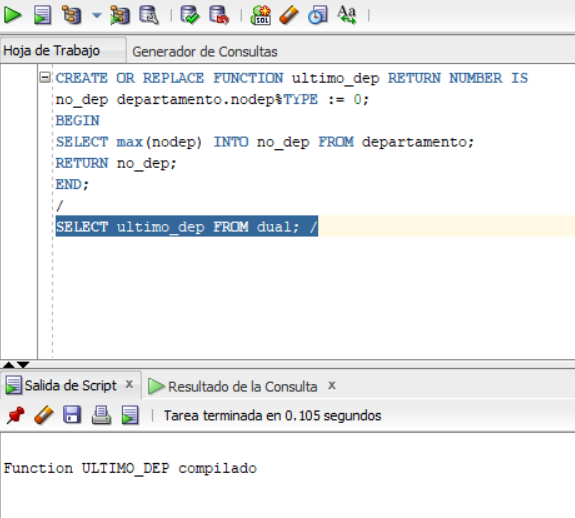 SQL
Aa
Hoja de Trabajo Generador de Consultas
CREATE OR REPLACE FUNCTION ultimo_dep RETURN NUMBER IS
no_dep departamento.nodep%TYPE := 0;
BEGIN
SELECT max(nodep) INTO no_dep FROM departamento;
RETURN no_dep;
END;
/
SELECT ultimo_dep FROM dual; /
Salida de Script x Resultado de la Consulta x
Tarea terminada en 0.105 segundos
Function ULTIMO_DEP compilado